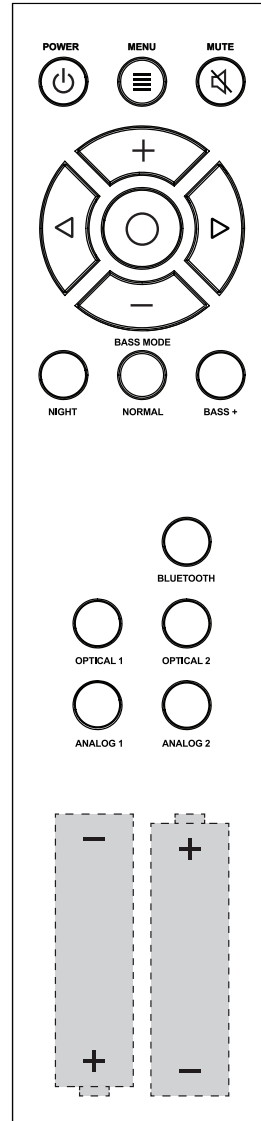 POWER MENU MUTE
+
−
BASS MODE
NIGHT NORMAL BASS +
BLUETOOTH
OPTICAL 1 OPTICAL 2
ANALOG 1 ANALOG 2
− +
+ −